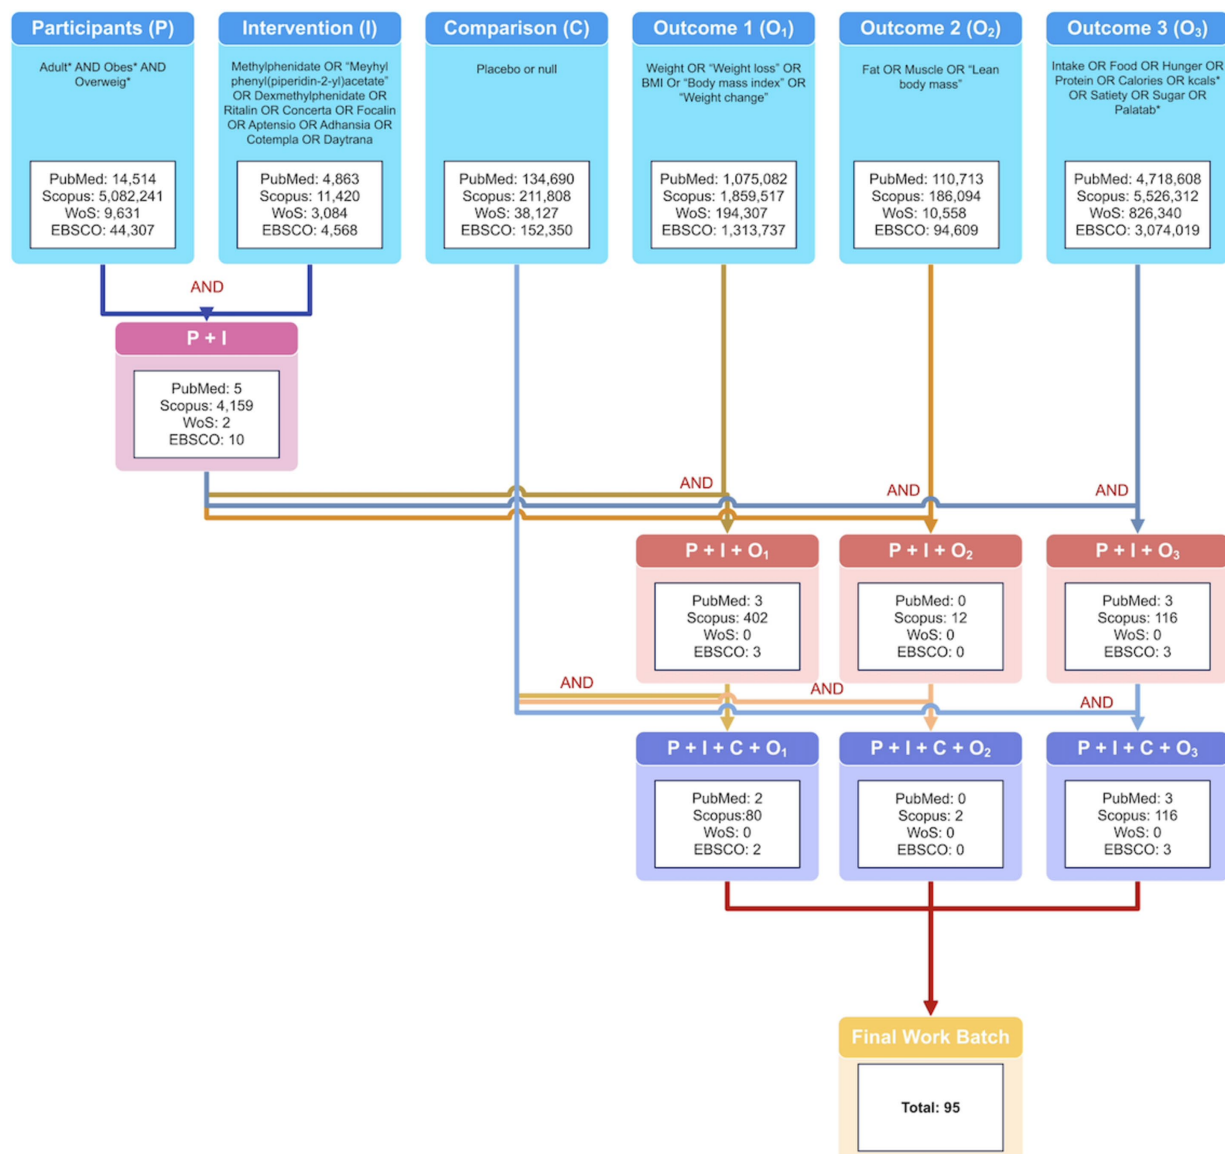 Participants (P)
Adult* AND Obes* AND
Overweig*
PubMed: 14,514
Scopus: 5,082,241
WoS: 9,631
EBSCO: 44,307
Intervention (I)
Methylphenidate OR “Meyhyl
phenyl(piperidin-2-yl)acetate”
OR Dexmethylphenidate OR
Ritalin OR Concerta OR Focalin
OR Aptensio OR Adhansia OR
Cotempla OR Daytrana
PubMed: 4,863
Scopus: 11,420
WoS: 3,084
EBSCO: 4,568
Comparison (C)
Placebo or null
PubMed: 134,690
Scopus: 211,808
WoS: 38,127
EBSCO: 152,350
Outcome 1 (O₁)
Weight OR “Weight loss” OR
BMI Or “Body mass index” OR
“Weight change”
PubMed: 1,075,082
Scopus: 1,859,517
WoS: 194,307
EBSCO: 1,313,737
Outcome 2 (O₂)
Fat OR Muscle OR “Lean
body mass”
PubMed: 110,713
Scopus: 186,094
WoS: 10,558
EBSCO: 94,609
Outcome 3 (O₃)
Intake OR Food OR Hunger OR
Protein OR Calories OR kcals*
OR Satiety OR Sugar OR
Palatab*
PubMed: 4,718,608
Scopus: 5,526,312
WoS: 826,340
EBSCO: 3,074,019
AND
P + I
PubMed: 5
Scopus: 4,159
WoS: 2
EBSCO: 10
AND
AND
AND
P + I + O₁
PubMed: 3
Scopus: 402
WoS: 0
EBSCO: 3
P + I + O₂
PubMed: 0
Scopus: 12
WoS: 0
EBSCO: 0
P + I + O₃
PubMed: 3
Scopus: 116
WoS: 0
EBSCO: 3
AND
AND
AND
P + I + C + O₁
PubMed: 2
Scopus:80
WoS: 0
EBSCO: 2
P + I + C + O₂
PubMed: 0
Scopus: 2
WoS: 0
EBSCO: 0
P + I + C + O₃
PubMed: 3
Scopus: 116
WoS: 0
EBSCO: 3
Final Work Batch
Total: 95